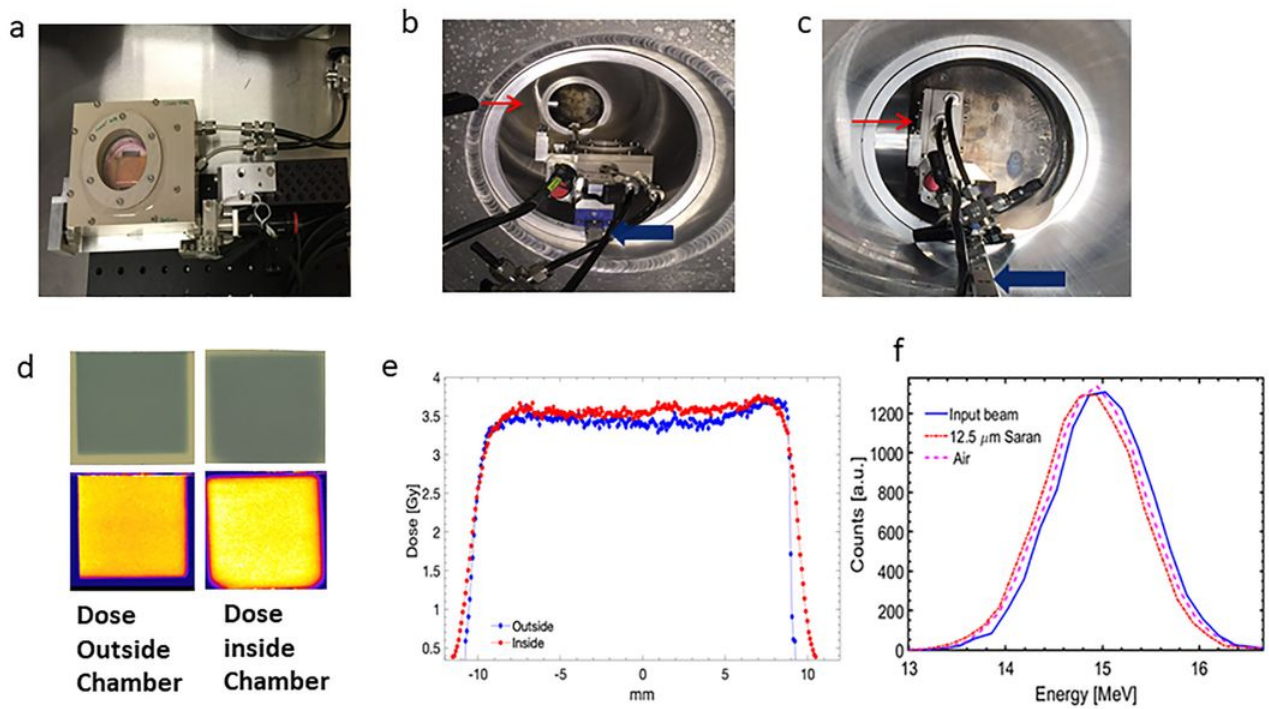 a
b
c
d
Dose
Outside
Chamber
Dose
inside
Chamber
e
4
3.5
3
2.5
2
1.5
1
0.5
Dose [Gy]
Outside
Inside
-10
-5
0
5
10
mm
f
1200
1000
800
600
400
200
0
Counts [a.u.]
Input beam
12.5 μm Saran
Air
13
14
15
16
Energy [MeV]